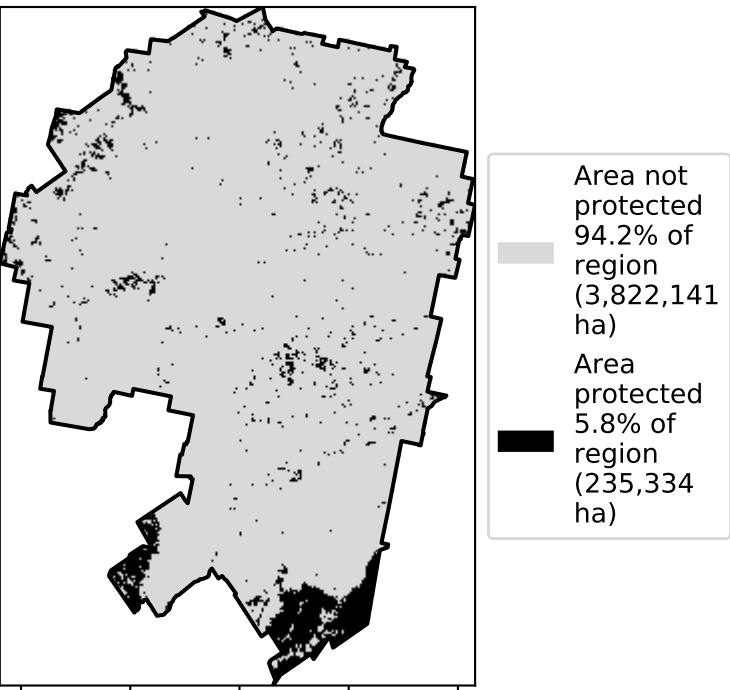 Area not
protected
94.2% of
region
(3,822,141
ha)
Area
protected
5.8% of
region
(235,334
ha)